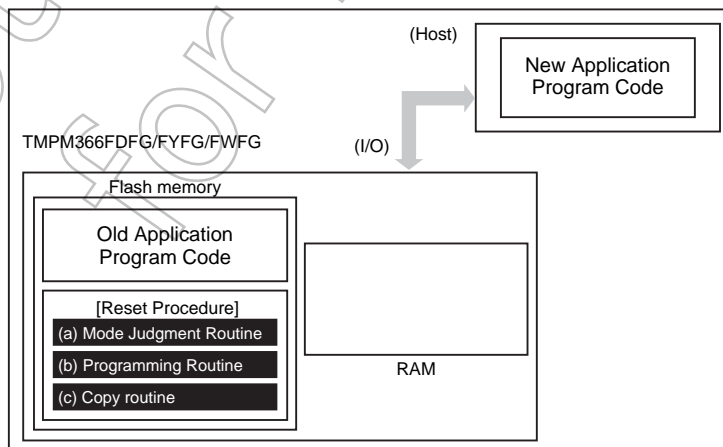 (Host)
New Application
Program Code
TMPM366FDFG/FYFG/FWFG
(I/O)
Flash memory
Old Application
Program Code
[Reset Procedure]
(a) Mode Judgment Routine
(b) Programming Routine
(c) Copy routine
RAM
for